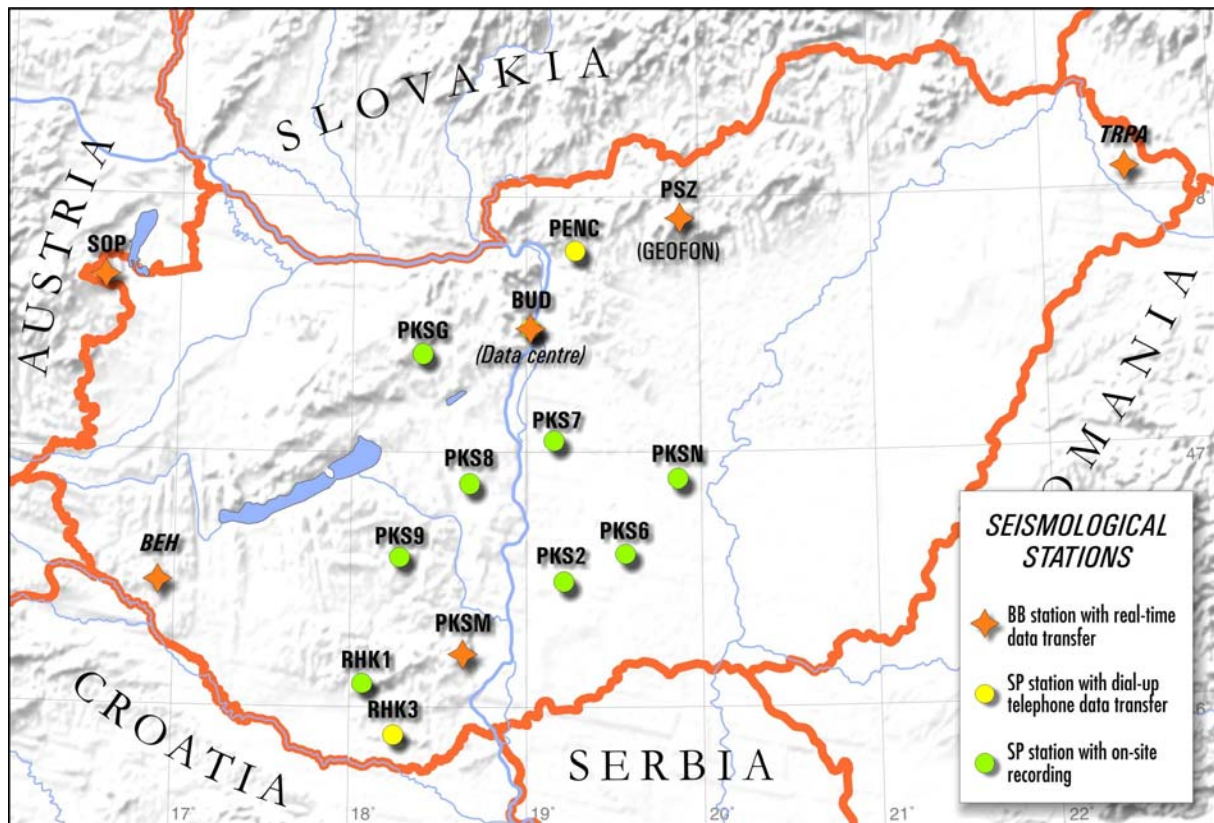 SLOVAKIA
AUSTRIA
TRPA
PSZ
(GEOFON)
8°
PENC
SOP
BUD
(Data centre)
PKSG
ROMANIA
PKS7
PKS8
PKSN
47
PKS9
BEH
PKS6
PKS2
PKSM
RHK1
RHK3
CROATIA
SERBIA
SEISMOLOGICAL
STATIONS
BB station with real-time
data transfer
SP station with dial-up
telephone data transfer
SP station with on-site
recording
6°
17°
18°
19°
20°
21°
22°